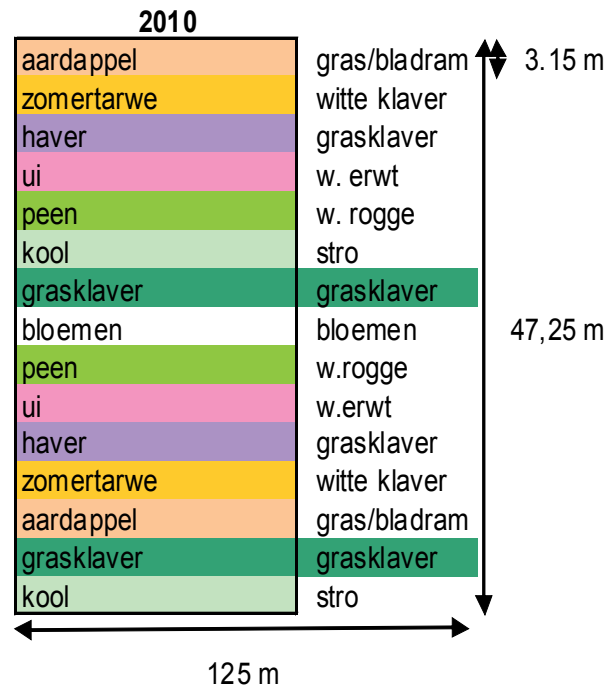 2010
aardappel gras/bladram 3.15 m
zomertarwe witte klaver
haver grasklaver
ui w. erwt
peen w. rogge
kool stro
grasklaver grasklaver
bloemen bloemen 47,25 m
peen w.rogge
ui w.erwt
haver grasklaver
zomertarwe witte klaver
aardappel gras/bladram
grasklaver grasklaver
kool stro
125 m